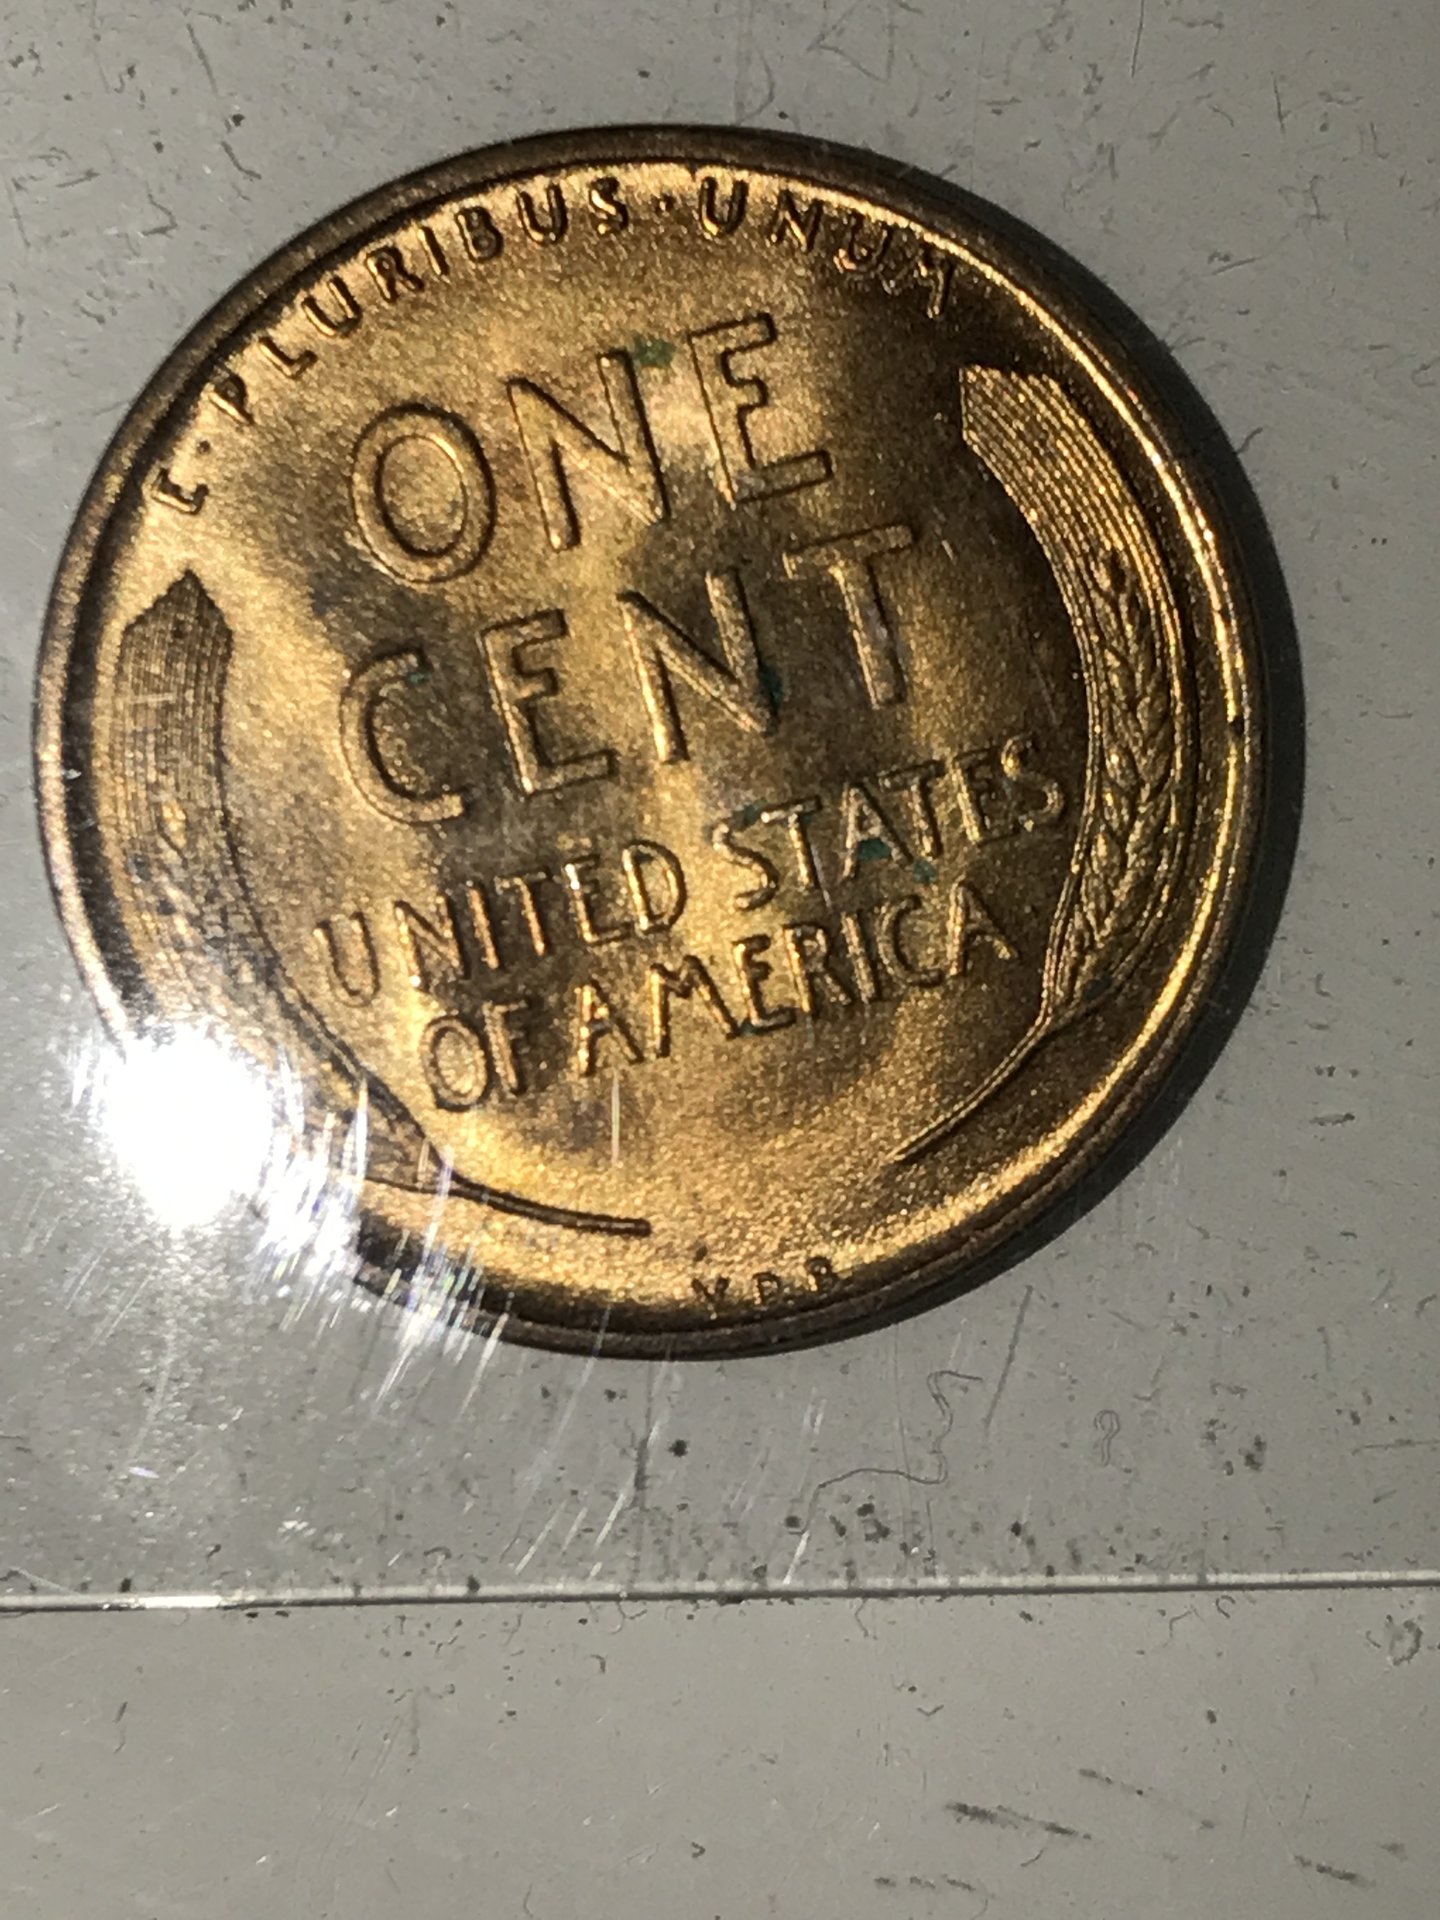 E·PLURIBUS·UNUM
ONE
CENT
UNITED STATES
OF AMERICA
V.D.B.